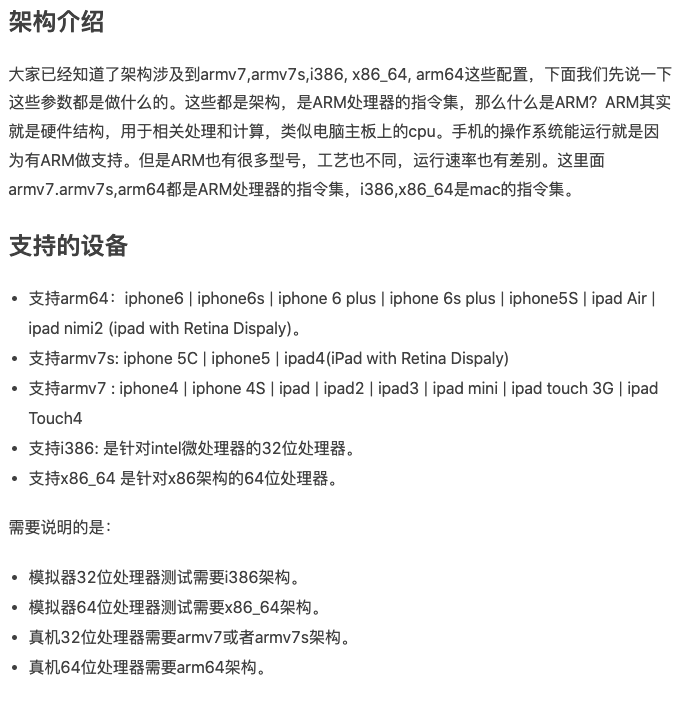 架构介绍
大家已经知道了架构涉及到armv7,armv7s,i386, x86_64, arm64这些配置，下面我们先说一下
这些参数都是做什么的。这些都是架构，是ARM处理器的指令集，那么什么是ARM？ARM其实
就是硬件结构，用于相关处理和计算，类似电脑主板上的cpu。手机的操作系统能运行就是因
为有ARM做支持。但是ARM也有很多型号，工艺也不同，运行速率也有差别。这里面
armv7.armv7s,arm64都是ARM处理器的指令集，i386,x86_64是mac的指令集。
支持的设备
• 支持arm64：iphone6 | iphone6s | iphone 6 plus | iphone 6s plus | iphone5S | ipad Air |
ipad nimi2 (ipad with Retina Dispaly)。
• 支持armv7s: iphone 5C | iphone5 | ipad4(iPad with Retina Dispaly)
• 支持armv7 : iphone4 | iphone 4S | ipad | ipad2 | ipad3 | ipad mini | ipad touch 3G | ipad
Touch4
• 支持i386: 是针对intel微处理器的32位处理器。
• 支持x86_64 是针对x86架构的64位处理器。
需要说明的是：
• 模拟器32位处理器测试需要i386架构。
• 模拟器64位处理器测试需要x86_64架构。
• 真机32位处理器需要armv7或者armv7s架构。
• 真机64位处理器需要arm64架构。